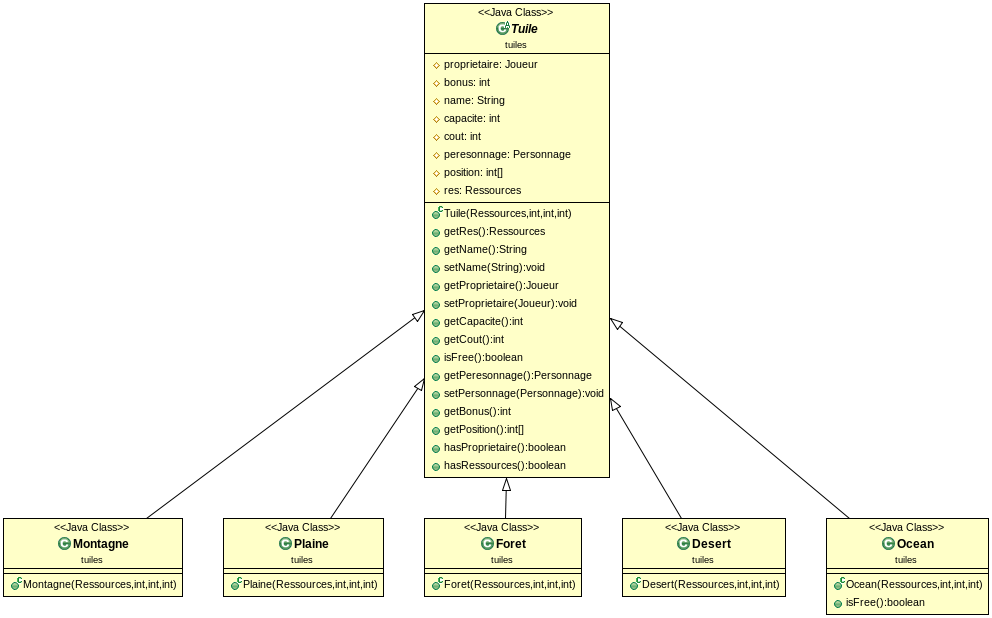 <<Java Class>>
Tuile
tuiles
proprietaire: Joueur
bonus: int
name: String
capacite: int
cout: int
peresonnage: Personnage
position: int[]
res: Ressources
Tuile(Ressources,int,int,int)
getRes():Ressources
getName():String
setName(String):void
getProprietaire():Joueur
setProprietaire(Joueur):void
getCapacite():int
getCout():int
isFree():boolean
getPeresonnage():Personnage
setPersonnage(Personnage):void
getBonus():int
getPosition():int[]
hasProprietaire():boolean
hasRessources():boolean
<<Java Class>>
Montagne
tuiles
Montagne(Ressources,int,int,int)
<<Java Class>>
Plaine
tuiles
Plaine(Ressources,int,int,int)
<<Java Class>>
Foret
tuiles
Foret(Ressources,int,int,int)
<<Java Class>>
Desert
tuiles
Desert(Ressources,int,int,int)
<<Java Class>>
Ocean
tuiles
Ocean(Ressources,int,int,int)
isFree():boolean